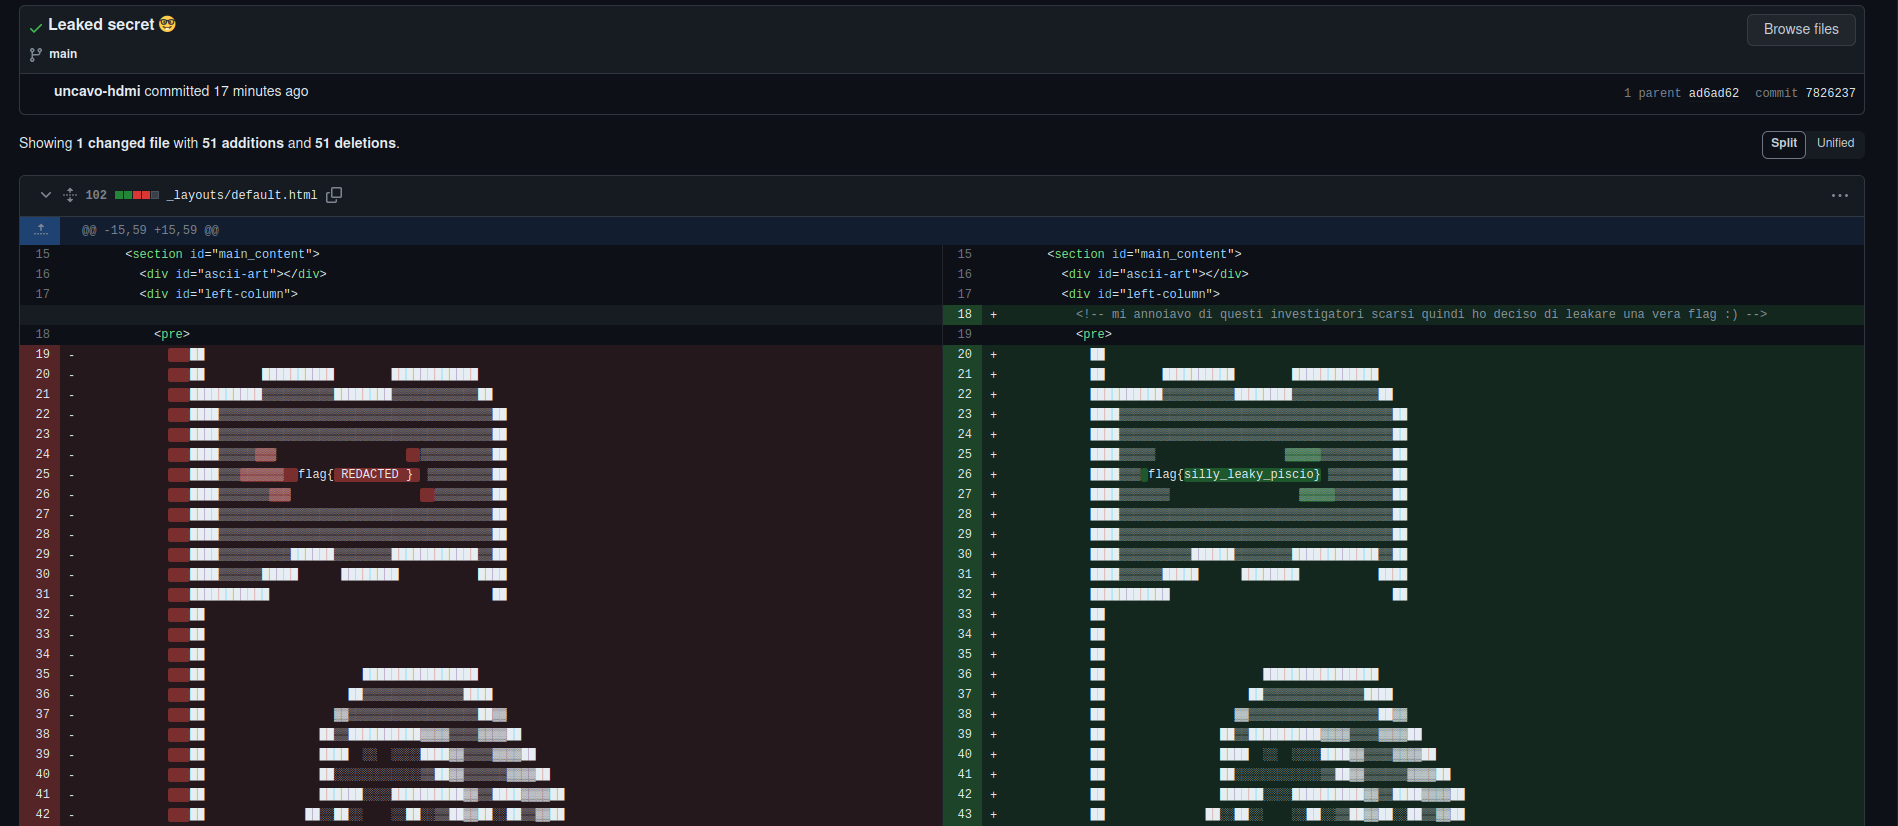 Leaked secret 🤓
Browse files
main
uncavo-hdmi committed 17 minutes ago
1 parent ad6ad62 commit 7826237
Showing 1 changed file with 51 additions and 51 deletions.
Split Unified
102 _layouts/default.html
@@ -15,59 +15,59 @@
15 <section id="main_content"> 15 <section id="main_content">
16 <div id="ascii-art"></div> 16 <div id="ascii-art"></div>
17 <div id="left-column"> 17 <div id="left-column">
18 + <!-- mi annoiavo di questi investigatori scarsi quindi ho deciso di leakare una vera flag :) -->
18 <pre> 19 <pre>
19 - 20 +
20 - 21 +
21 - 22 +
22 - 23 +
23 - 24 +
24 - 25 +
25 - flag{ REDACTED } 26 + flag{silly_leaky_piscio}
26 - 27 +
27 - 28 +
28 - 29 +
29 - 30 +
30 - 31 +
31 - 32 +
32 - 33 +
33 - 34 +
34 - 35 +
35 - 36 +
36 - 37 +
37 - 38 +
38 - 39 +
39 - 40 +
40 - 41 +
41 - 42 +
42 - 43 +